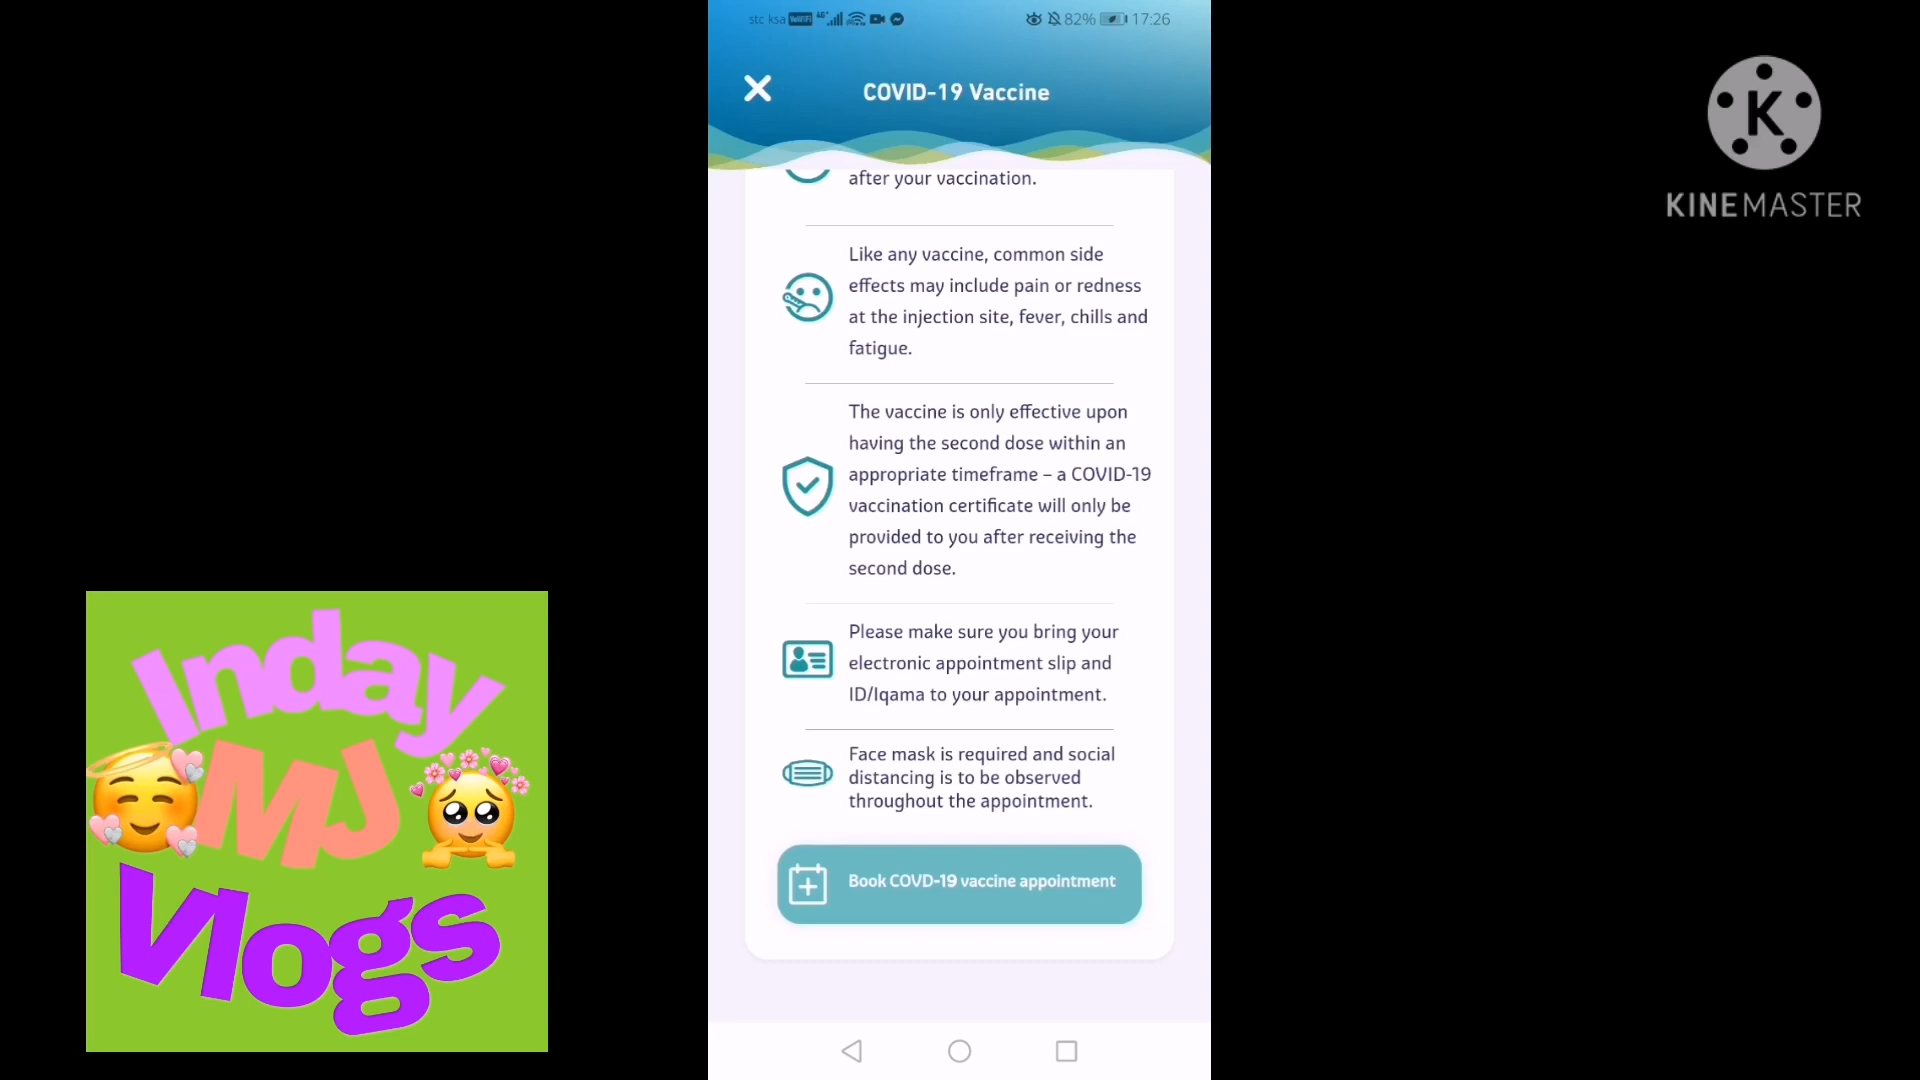 stc ksa VoWiFi 4G+ 82% 17:26
COVID-19 Vaccine
after your vaccination.
Like any vaccine, common side
effects may include pain or redness
at the injection site, fever, chills and
fatigue.
The vaccine is only effective upon
having the second dose within an
appropriate timeframe – a COVID-19
vaccination certificate will only be
provided to you after receiving the
second dose.
Please make sure you bring your
electronic appointment slip and
ID/Iqama to your appointment.
Face mask is required and social
distancing is to be observed
throughout the appointment.
Book COVD-19 vaccine appointment
K
KINEMASTER
Inday
MJ
Vlogs